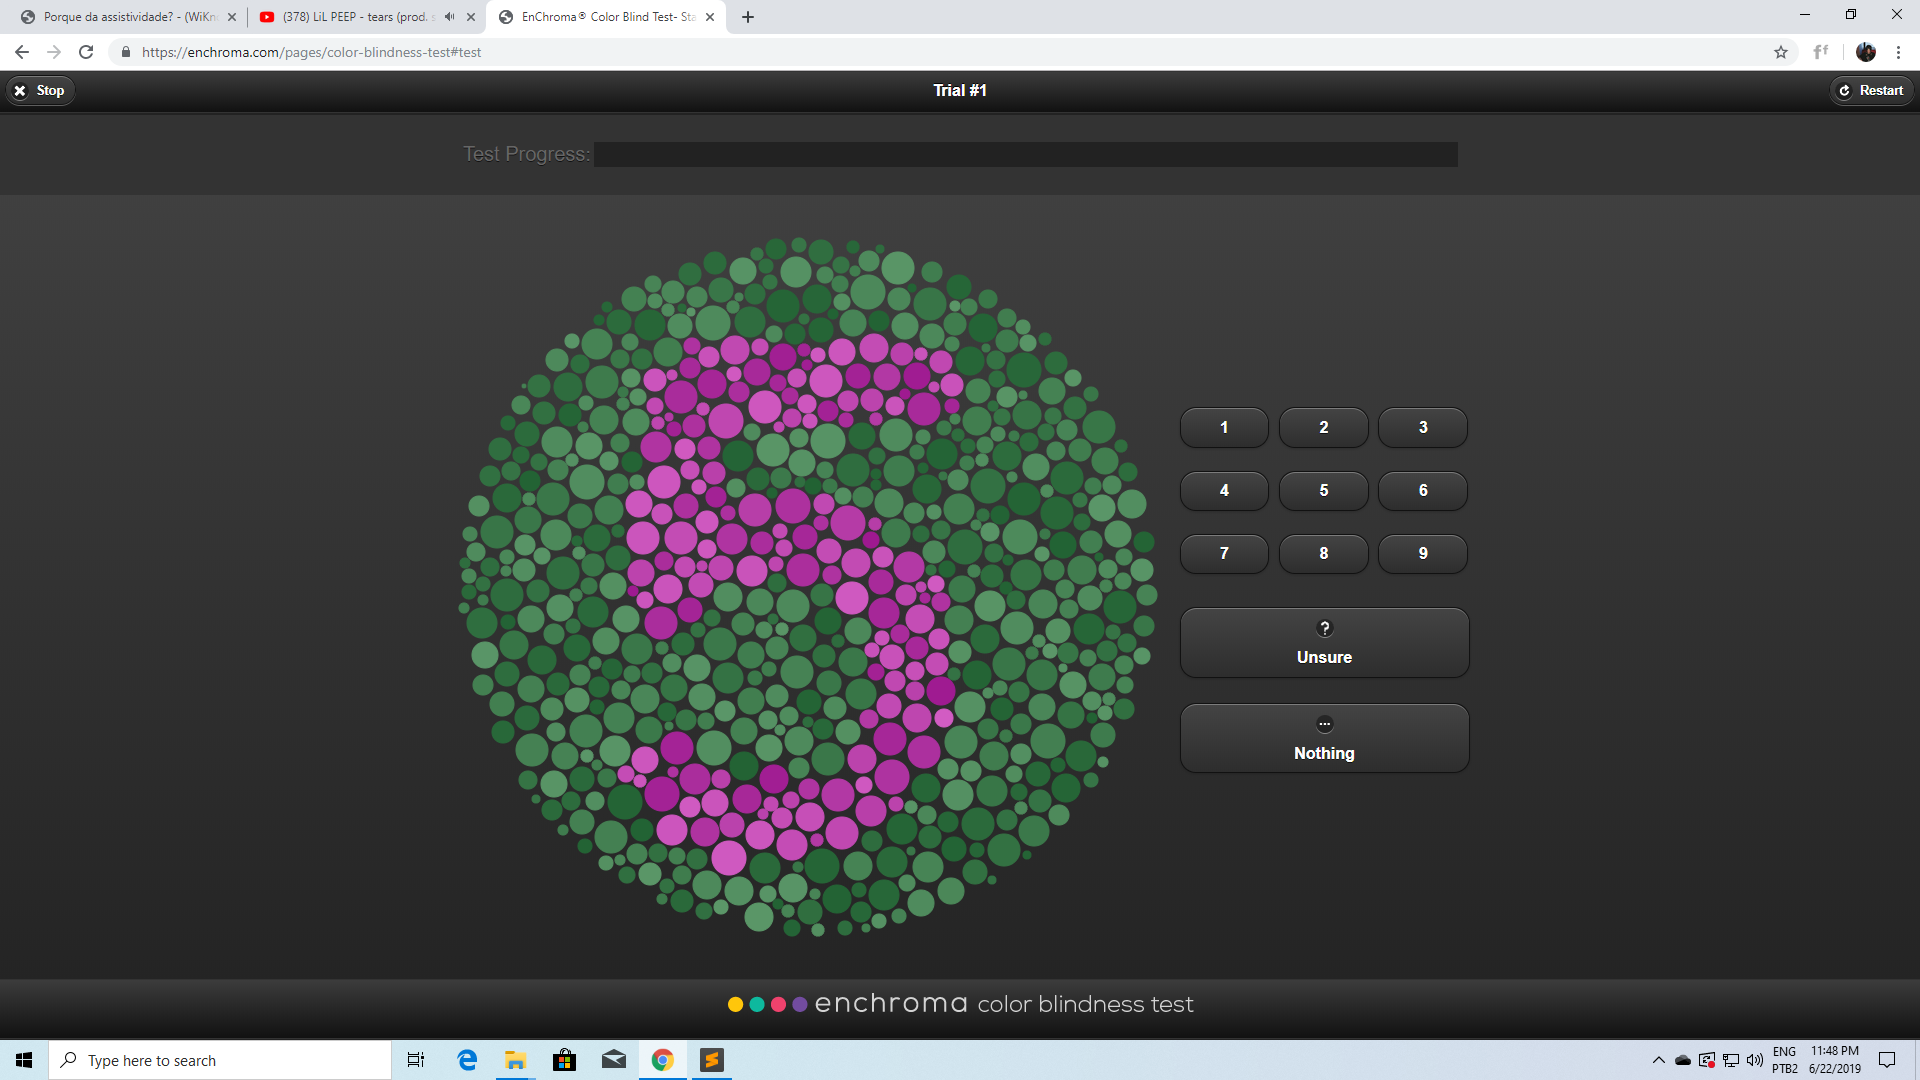 Porque da assistividade? - (WiKn
(378) LiL PEEP - tears (prod. s
EnChroma® Color Blind Test- Sta
https://enchroma.com/pages/color-blindness-test#test
Stop
Trial #1
Restart
Test Progress:
5
1 2 3
4 5 6
7 8 9
?
Unsure
...
Nothing
enchroma color blindness test
Type here to search
ENG
PTB2
11:48 PM
6/22/2019